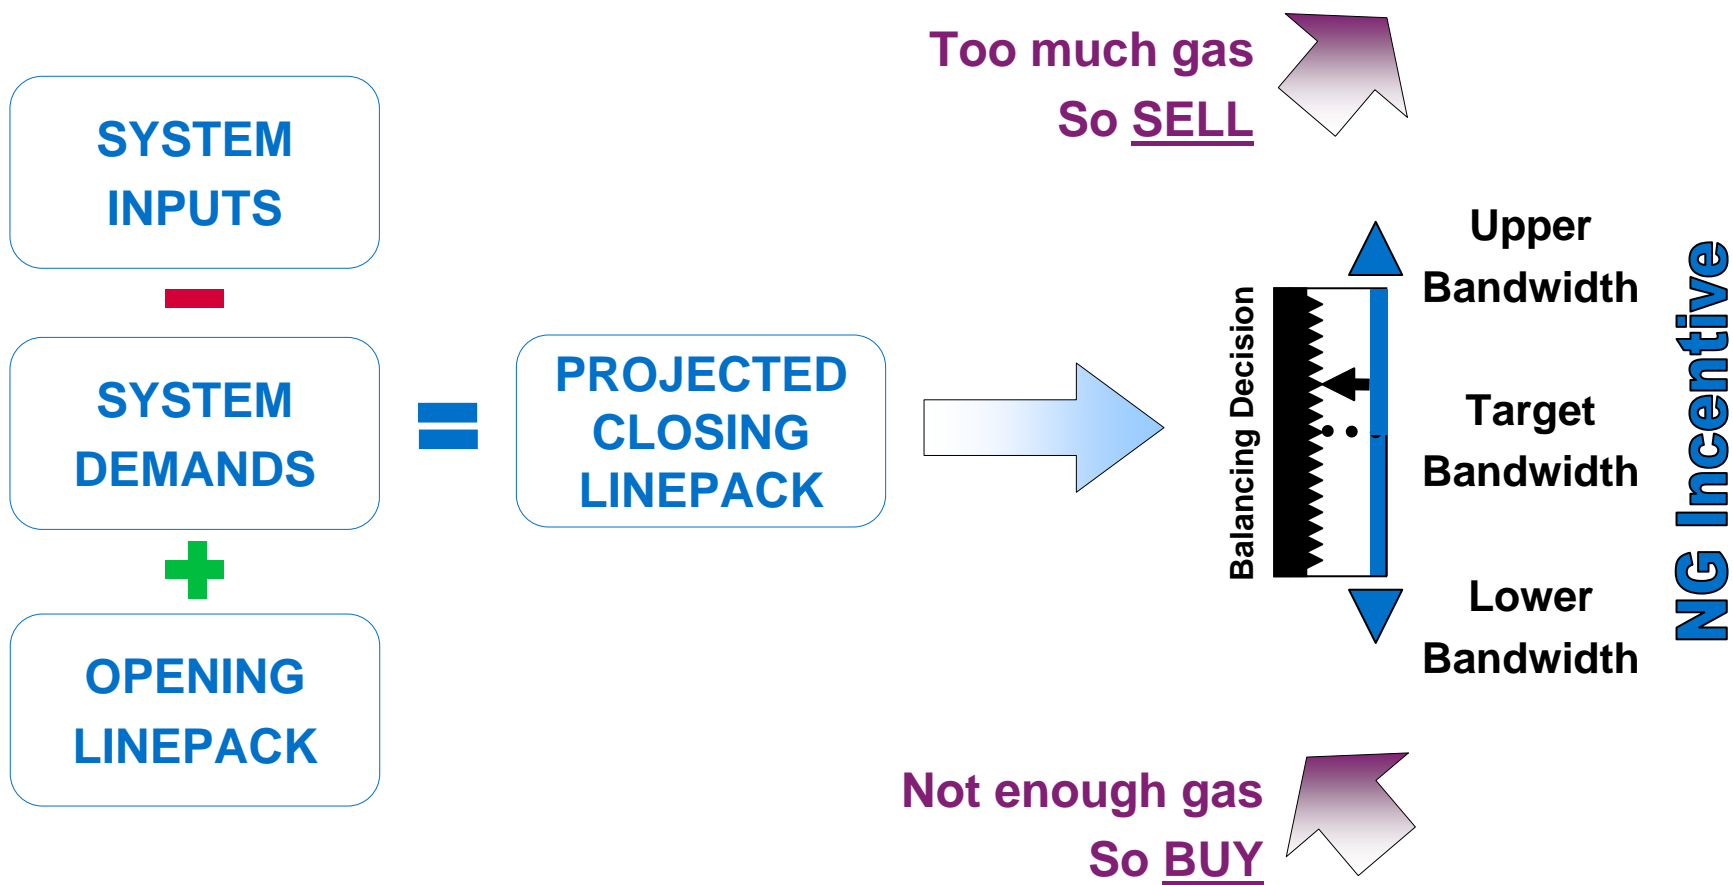 SYSTEM
INPUTS
SYSTEM
DEMANDS
OPENING
LINEPACK
PROJECTED
CLOSING
LINEPACK
Too much gas
So SELL
Balancing Decision
Upper
Bandwidth
Target
Bandwidth
Lower
Bandwidth
NG Incentive
Not enough gas
So BUY